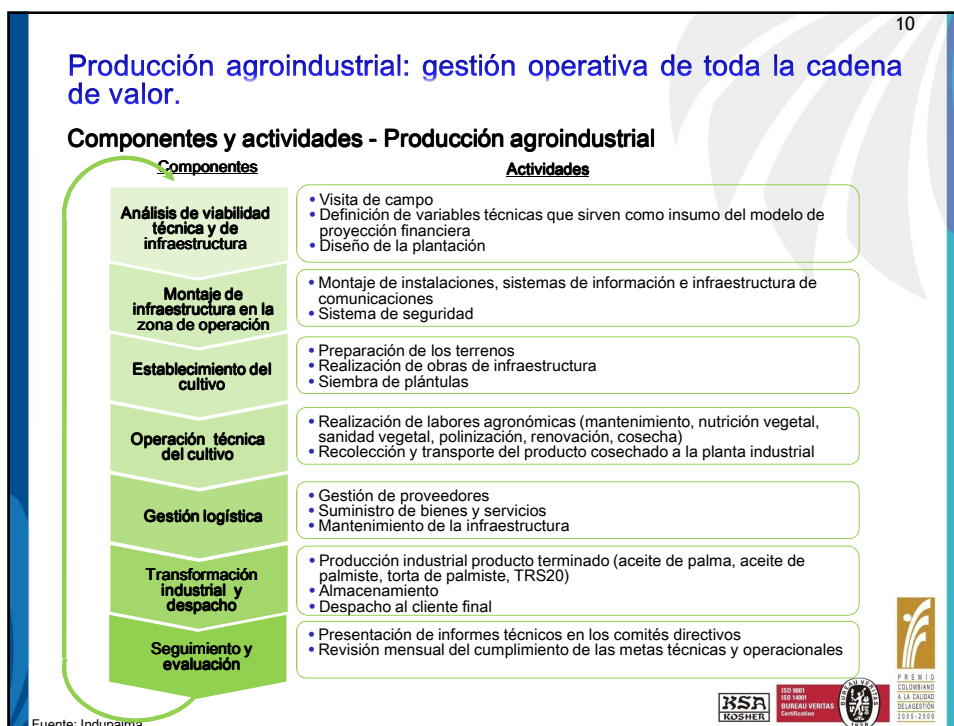 10
Producción agroindustrial: gestión operativa de toda la cadena
de valor.
Componentes y actividades - Producción agroindustrial
Componentes
Actividades
Análisis de viabilidad
técnica y de
infraestructura
• Visita de campo
• Definición de variables técnicas que sirven como insumo del modelo de
proyección financiera
• Diseño de la plantación
Montaje de
infraestructura en la
zona de operación
• Montaje de instalaciones, sistemas de información e infraestructura de
comunicaciones
• Sistema de seguridad
Establecimiento del
cultivo
• Preparación de los terrenos
• Realización de obras de infraestructura
• Siembra de plántulas
Operación técnica
del cultivo
• Realización de labores agronómicas (mantenimiento, nutrición vegetal,
sanidad vegetal, polinización, renovación, cosecha)
• Recolección y transporte del producto cosechado a la planta industrial
Gestión logística
• Gestión de proveedores
• Suministro de bienes y servicios
• Mantenimiento de la infraestructura
Transformación
industrial y
despacho
• Producción industrial producto terminado (aceite de palma, aceite de
palmiste, torta de palmiste, TRS20)
• Almacenamiento
• Despacho al cliente final
Seguimiento y
evaluación
• Presentación de informes técnicos en los comités directivos
• Revisión mensual del cumplimiento de las metas técnicas y operacionales
Fuente: Indupalma
KSA
KOSHER
ISO 9001
ISO 14001
BUREAU VERITAS
Certification
BUREAU VERITAS
1828
PREMIO
COLOMBIANO
A LA CALIDAD
DELAGESTIÓN
2005-2006